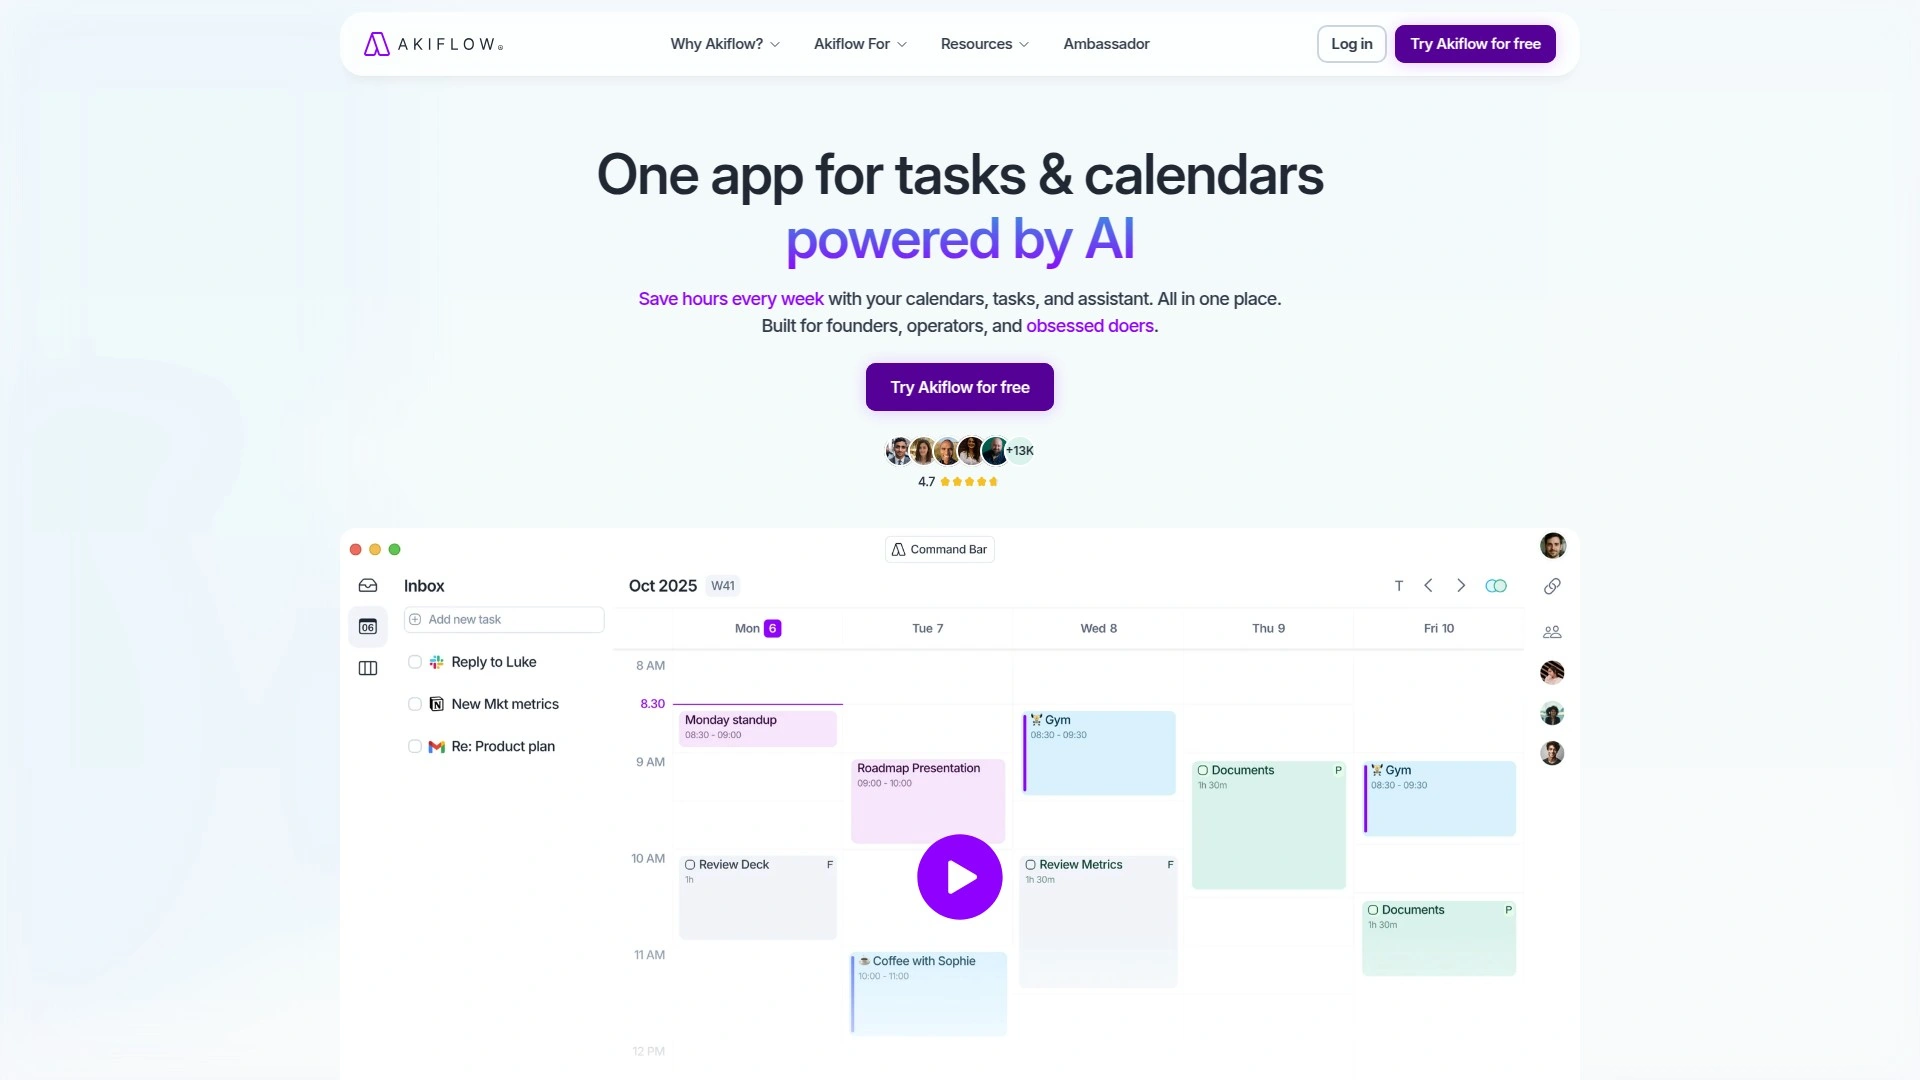 AKIFLOW®
Why Akiflow?
Akiflow For
Resources
Ambassador
Log in
Try Akiflow for free
One app for tasks & calendars
powered by AI
Save hours every week with your calendars, tasks, and assistant. All in one place.
Built for founders, operators, and obsessed doers.
Try Akiflow for free
+13K
4.7
Command Bar
Inbox
Add new task
06
Reply to Luke
New Mkt metrics
Re: Product plan
Oct 2025 W41
T
Mon 6
Tue 7
Wed 8
Thu 9
Fri 10
8 AM
8.30
9 AM
10 AM
11 AM
12 PM
Monday standup
08:30 - 09:00
Review Deck F
1h
Roadmap Presentation
09:00 - 10:00
Coffee with Sophie
10:00 - 11:00
Gym
08:30 - 09:30
Review Metrics F
1h 30m
Documents P
1h 30m
Gym
08:30 - 09:30
Documents P
1h 30m